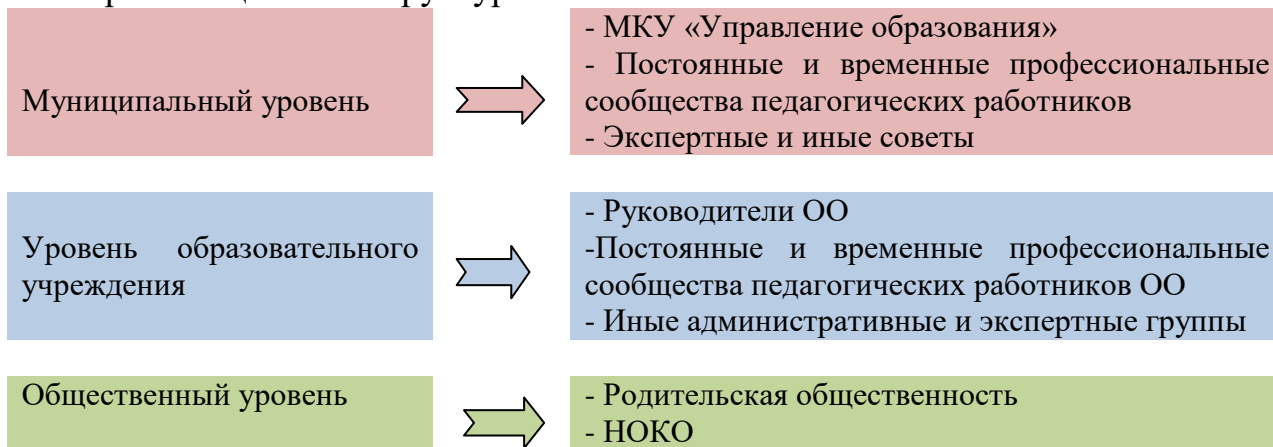 Муниципальный уровень
- МКУ «Управление образования»
- Постоянные и временные профессиональные
сообщества педагогических работников
- Экспертные и иные советы
Уровень образовательного
учреждения
- Руководители ОО
-Постоянные и временные профессиональные
сообщества педагогических работников ОО
- Иные административные и экспертные группы
Общественный уровень
- Родительская общественность
- НОКО